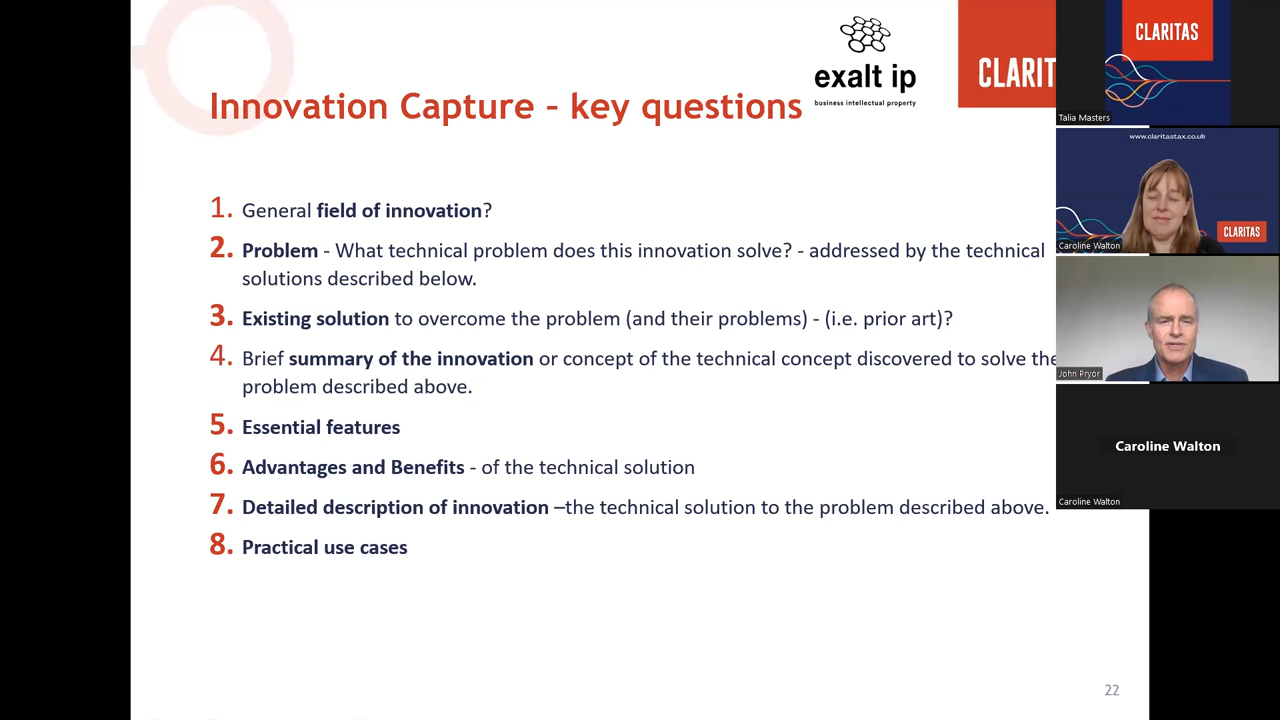 exalt ip
business intellectual property
CLARIT
Innovation Capture – key questions
1. General field of innovation?
2. Problem - What technical problem does this innovation solve? - addressed by the technical
solutions described below.
3. Existing solution to overcome the problem (and their problems) - (i.e. prior art)?
4. Brief summary of the innovation or concept of the technical concept discovered to solve the
problem described above.
5. Essential features
6. Advantages and Benefits - of the technical solution
7. Detailed description of innovation –the technical solution to the problem described above.
8. Practical use cases
22
CLARITAS
Talia Masters
www.claritastax.co.uk
CLARITAS
Caroline Walton
John Pryor
Caroline Walton
Caroline Walton